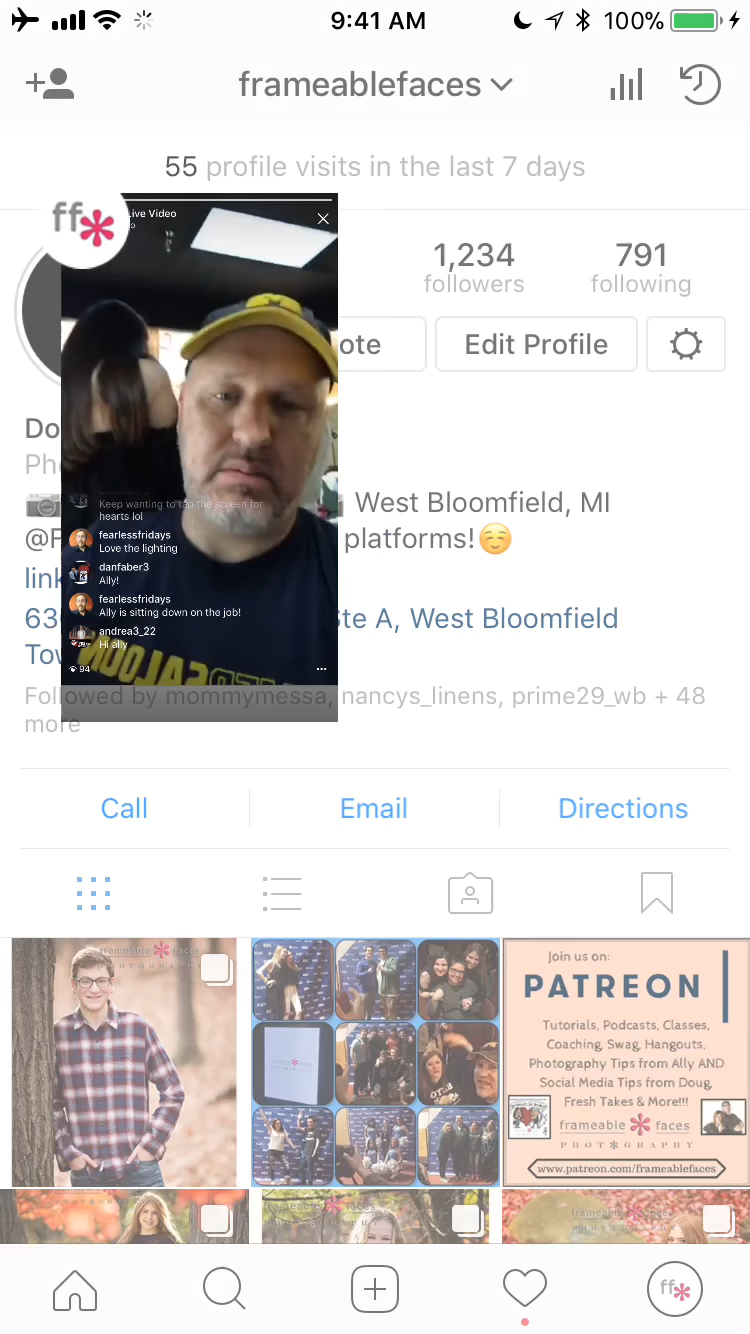 9:41 AM
100%
frameablefaces
55 profile visits in the last 7 days
ff
Live Video
1,234
791
followers
following
ote
Edit Profile
Do
Keep wanting to tap the screen for
hearts lol
West Bloomfield, MI
fearlessfridays
Love the lighting
@F
platforms!☺️
danfaber3
Ally!
link
fearlessfridays
Ally is sitting down on the job!
63
te A, West Bloomfield
andrea3_22
Hi ally
To
94
Followed by mommymessa, nancys_linens, prime29_wb + 48
more
Call
Email
Directions
frameable faces
PHOTOGRAPHY
Join us on:
PATREON
Tutorials, Podcasts, Classes,
Coaching, Swag, Hangouts,
Photography Tips from Ally AND
Social Media Tips from Doug,
Fresh Takes & More!!!
frameable faces
PHOTOGRAPHY
www.patreon.com/frameablefaces
ff